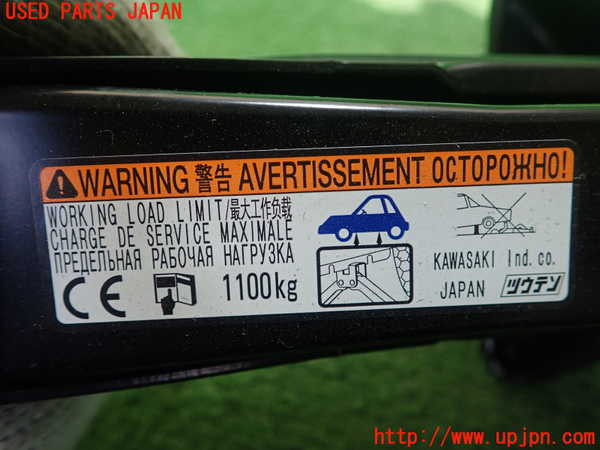 USED PARTS JAPAN
WARNING 警告 AVERTISSEMENT ОСТОРОЖНО!
WORKING LOAD LIMIT/最大工作负载
CHARGE DE SERVICE MAXIMALE
ПРЕДЕЛЬНАЯ РАБОЧАЯ НАГРУЗКА
CE 1100kg
KAWASAKI Ind. co.
JAPAN ツウテン
http://www.upjpn.com/